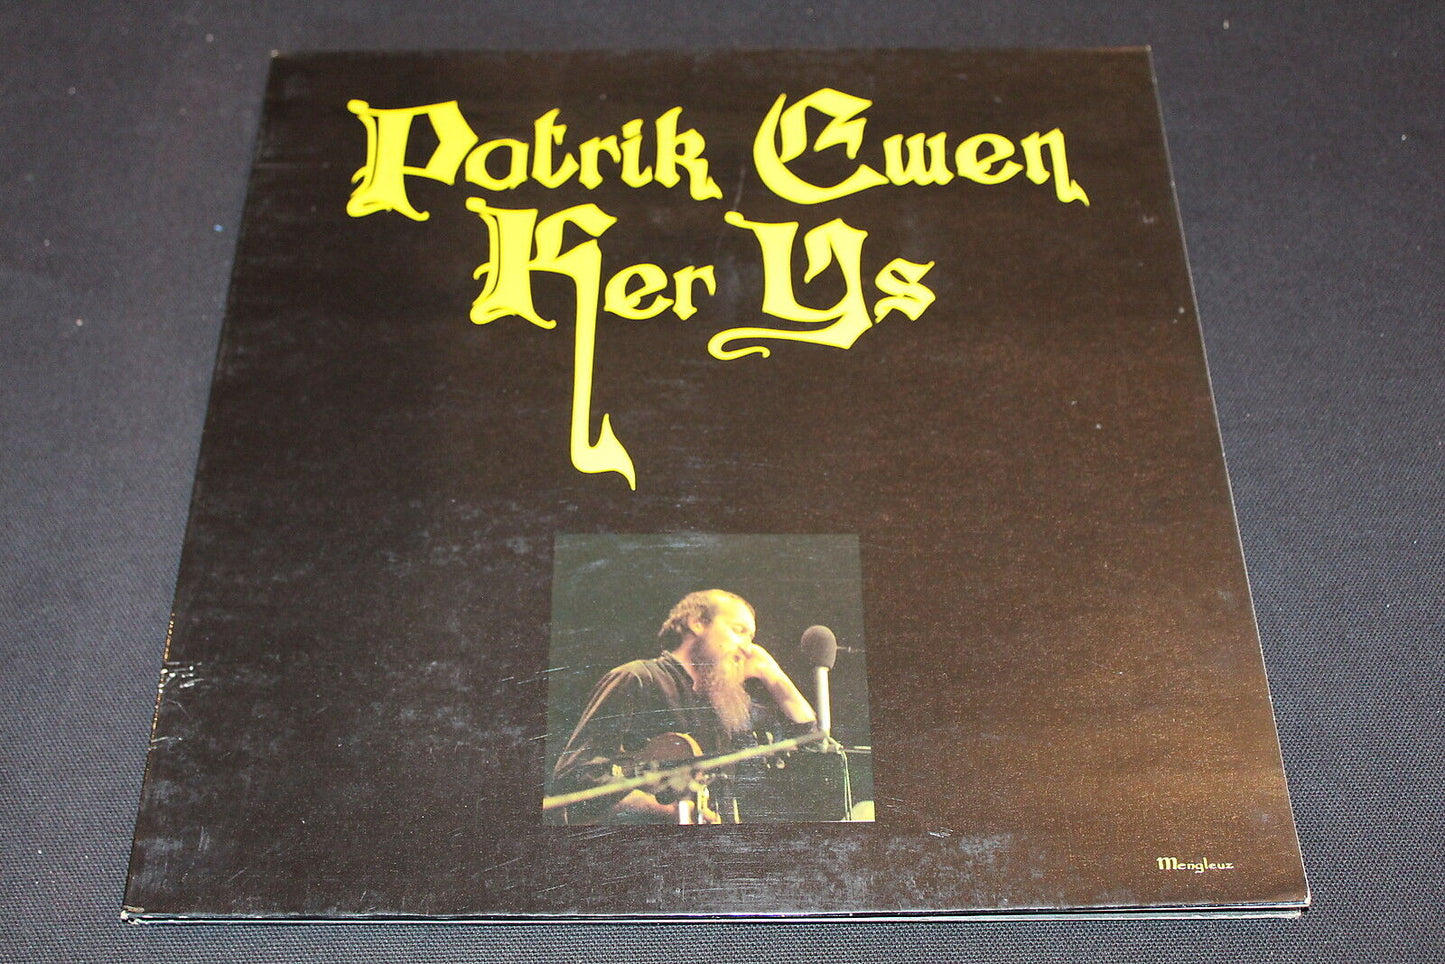 Patrik Ewen
Ker Ys
Mengleuz